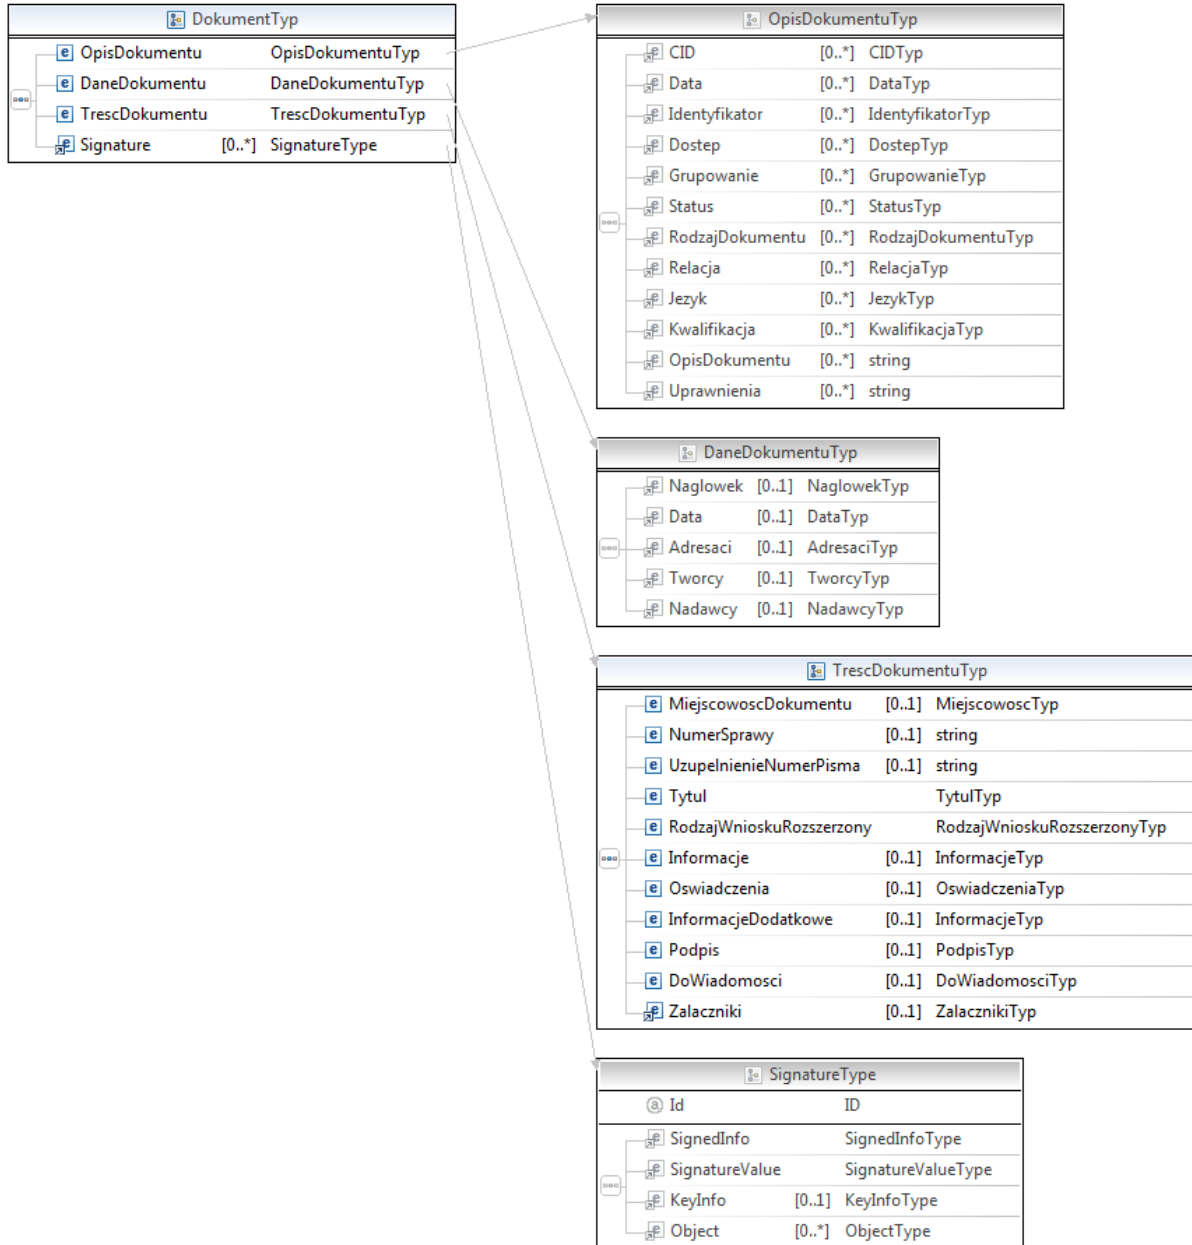 DokumentTyp
OpisDokumentu OpisDokumentuTyp
DaneDokumentu DaneDokumentuTyp
TrescDokumentu TrescDokumentuTyp
Signature [0..*] SignatureType
OpisDokumentuTyp
CID [0..*] CIDTyp
Data [0..*] DataTyp
Identyfikator [0..*] IdentyfikatorTyp
Dostep [0..*] DostepTyp
Grupowanie [0..*] GrupowanieTyp
Status [0..*] StatusTyp
RodzajDokumentu [0..*] RodzajDokumentuTyp
Relacja [0..*] RelacjaTyp
Jezyk [0..*] JezykTyp
Kwalifikacja [0..*] KwalifikacjaTyp
OpisDokumentu [0..*] string
Uprawnienia [0..*] string
DaneDokumentuTyp
Naglowek [0..1] NaglowekTyp
Data [0..1] DataTyp
Adresaci [0..1] AdresaciTyp
Tworcy [0..1] TworcyTyp
Nadawcy [0..1] NadawcyTyp
TrescDokumentuTyp
MiejscowoscDokumentu [0..1] MiejscowoscTyp
NumerSprawy [0..1] string
UzupelnienieNumerPisma [0..1] string
Tytul TytulTyp
RodzajWnioskuRozszerzony RodzajWnioskuRozszerzonyTyp
Informacje [0..1] InformacjeTyp
Oswiadczenia [0..1] OswiadczeniaTyp
InformacjeDodatkowe [0..1] InformacjeTyp
Podpis [0..1] PodpisTyp
DoWiadomosci [0..1] DoWiadomosciTyp
Zalaczniki [0..1] ZalacznikiTyp
SignatureType
Id ID
SignedInfo SignedInfoType
SignatureValue SignatureValueType
KeyInfo [0..1] KeyInfoType
Object [0..*] ObjectType